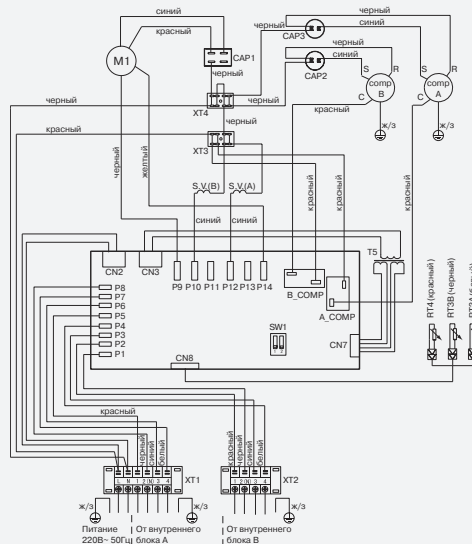 синий
красный
M1
CAP1
черный
CAP3
черный
синий
черный
синий
CAP2
черный
S
R
S
R
comp
B
comp
A
C
C
красный
ж/з
ж/з
черный
XT4
черный
красный
XT3
черный
черный
желтый
S.V.(B)
S.V.(A)
синий
синий
красный
красный
красный
T5
CN2
CN3
P9
P10
P11
P12
P13
P14
B_COMP
A_COMP
P8
P7
P6
P5
P4
P3
P2
P1
SW1
1 2
CN7
CN8
RT4 (красный)
RT3B (черный)
красный
черный
синий
белый
красный
черный
синий
белый
L N 1 2(N) 3 4
XT1
1 2(N) 3 4
XT2
ж/з
ж/з
ж/з
Питание
220В~ 50Гц
От внутреннего
блока А
От внутреннего
блока В